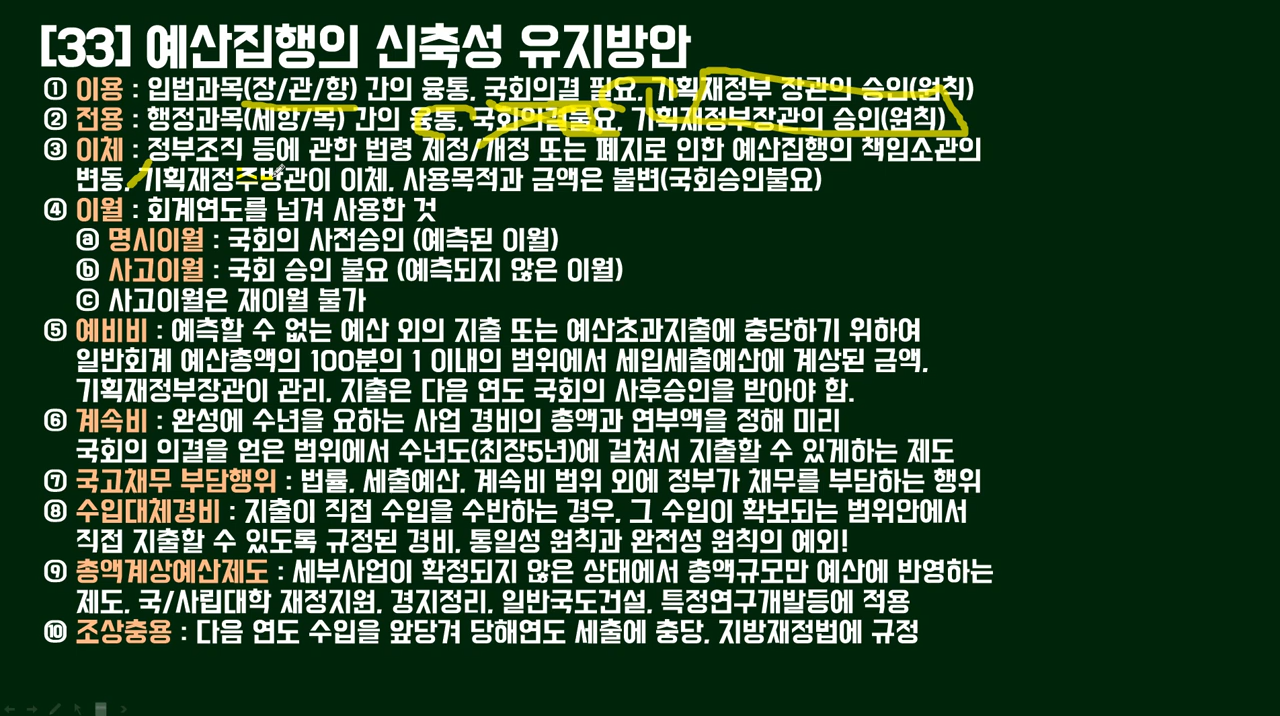 [33] 예산집행의 신축성 유지방안
① 이용 : 입법과목(장/관/항) 간의 융통, 국회의결 필요, 기획재정부 장관의 승인(원칙)
② 전용 : 행정과목(세항/목) 간의 융통, 국회의결불요, 기획재정부장관의 승인(원칙)
③ 이체 : 정부조직 등에 관한 법령 제정/개정 또는 폐지로 인한 예산집행의 책임소관의
변동, 기획재정부장관이 이체, 사용목적과 금액은 불변(국회승인불요)
④ 이월 : 회계연도를 넘겨 사용한 것
ⓐ 명시이월 : 국회의 사전승인 (예측된 이월)
ⓑ 사고이월 : 국회 승인 불요 (예측되지 않은 이월)
ⓒ 사고이월은 재이월 불가
⑤ 예비비 : 예측할 수 없는 예산 외의 지출 또는 예산초과지출에 충당하기 위하여
일반회계 예산총액의 100분의 1 이내의 범위에서 세입세출예산에 계상된 금액,
기획재정부장관이 관리, 지출은 다음 연도 국회의 사후승인을 받아야 함.
⑥ 계속비 : 완성에 수년을 요하는 사업 경비의 총액과 연부액을 정해 미리
국회의 의결을 얻은 범위에서 수년도(최장5년)에 걸쳐서 지출할 수 있게하는 제도
⑦ 국고채무 부담행위 : 법률, 세출예산, 계속비 범위 외에 정부가 채무를 부담하는 행위
⑧ 수입대체경비 : 지출이 직접 수입을 수반하는 경우, 그 수입이 확보되는 범위안에서
직접 지출할 수 있도록 규정된 경비, 통일성 원칙과 완전성 원칙의 예외!
⑨ 총액계상예산제도 : 세부사업이 확정되지 않은 상태에서 총액규모만 예산에 반영하는
제도, 국/사립대학 재정지원, 경지정리, 일반국도건설, 특정연구개발등에 적용
⑩ 조상충용 : 다음 연도 수입을 앞당겨 당해연도 세출에 충당, 지방재정법에 규정